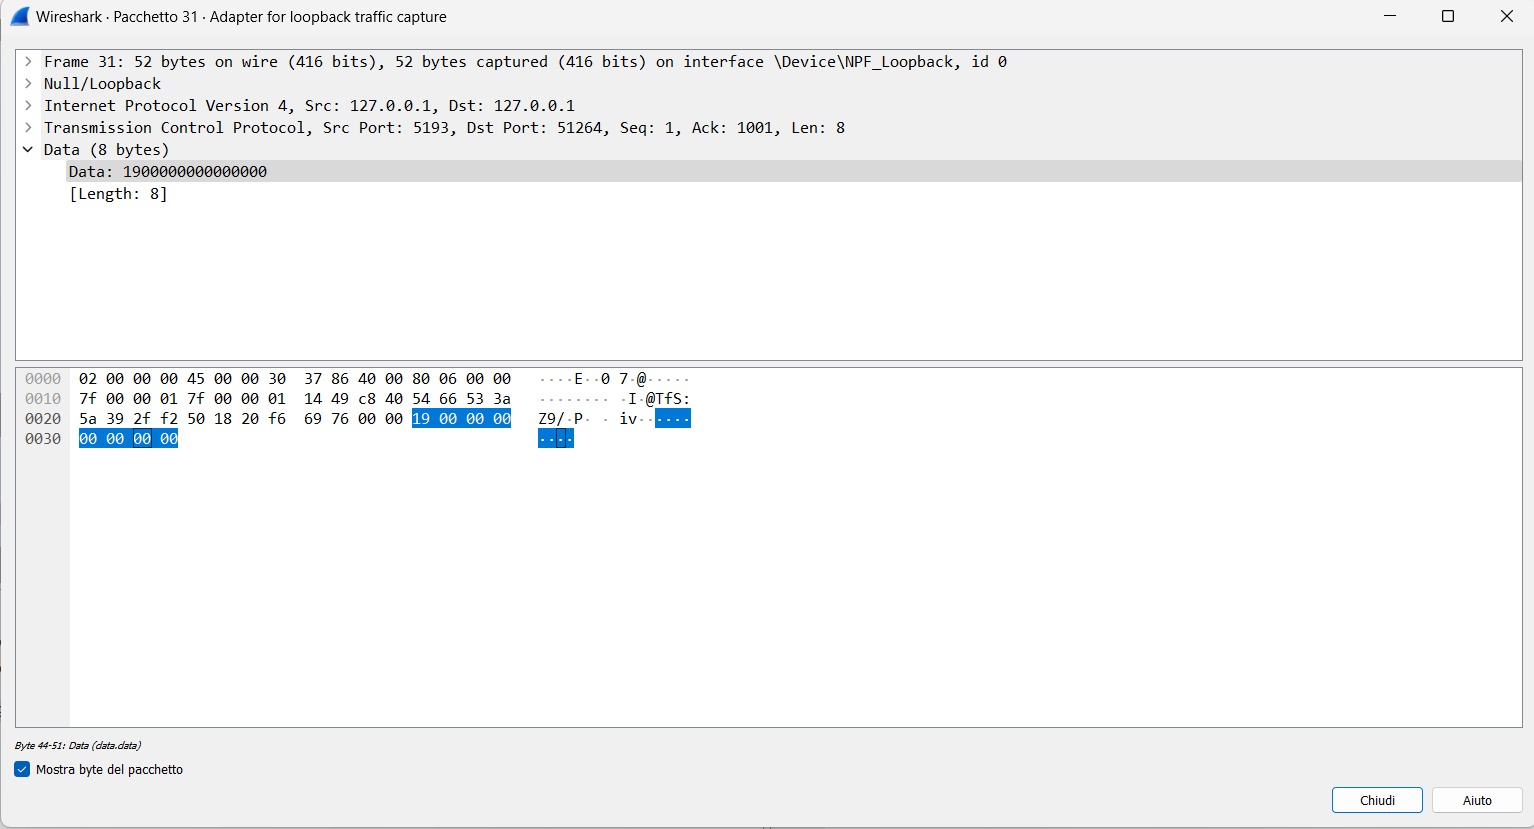 Wireshark · Pacchetto 31 · Adapter for loopback traffic capture
Frame 31: 52 bytes on wire (416 bits), 52 bytes captured (416 bits) on interface \Device\NPF_Loopback, id 0
Null/Loopback
Internet Protocol Version 4, Src: 127.0.0.1, Dst: 127.0.0.1
Transmission Control Protocol, Src Port: 5193, Dst Port: 51264, Seq: 1, Ack: 1001, Len: 8
Data (8 bytes)
Data: 1900000000000000
[Length: 8]
0000 02 00 00 00 45 00 00 30 37 86 40 00 80 06 00 00 ····E··0 7·@·····
0010 7f 00 00 01 7f 00 00 01 14 49 c8 40 54 66 53 3a ········ ·I·@TfS:
0020 5a 39 2f f2 50 18 20 f6 69 76 00 00 19 00 00 00 Z9/·P· · iv······
0030 00 00 00 00 ····
Byte 44-51: Data (data.data)
Mostra byte del pacchetto
Chiudi Aiuto